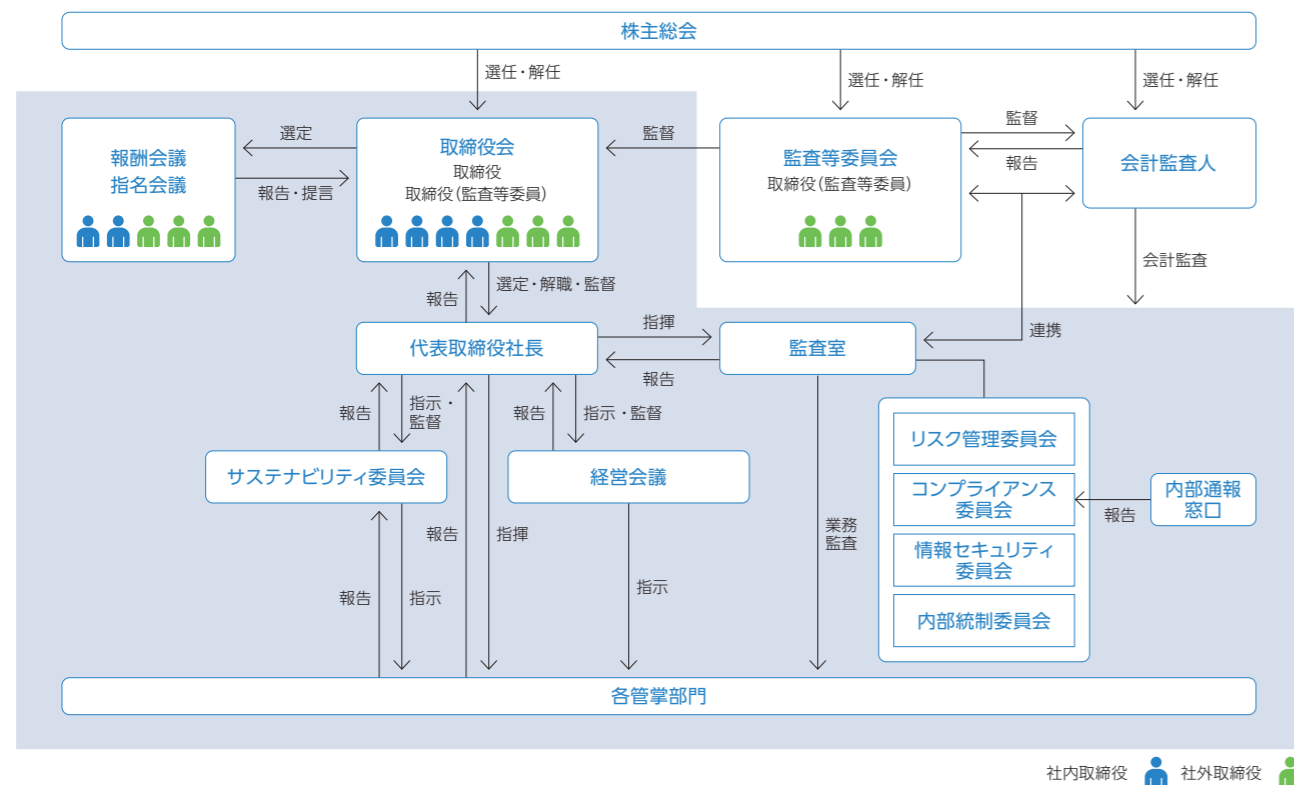 株主総会
選任・解任
選任・解任
選任・解任
報酬会議
指名会議
選定
報告・提言
取締役会
取締役
取締役（監査等委員）
監督
監査等委員会
取締役（監査等委員）
監督
報告
会計監査人
会計監査
報告
選定・解職・監督
代表取締役社長
指揮
報告
監査室
連携
報告
指示・
監督
報告
指示・監督
サステナビリティ委員会
経営会議
リスク管理委員会
コンプライアンス
委員会
情報セキュリティ
委員会
内部統制委員会
報告
内部通報
窓口
報告
指示
報告
指揮
指示
業務
監査
各管掌部門
社内取締役
社外取締役